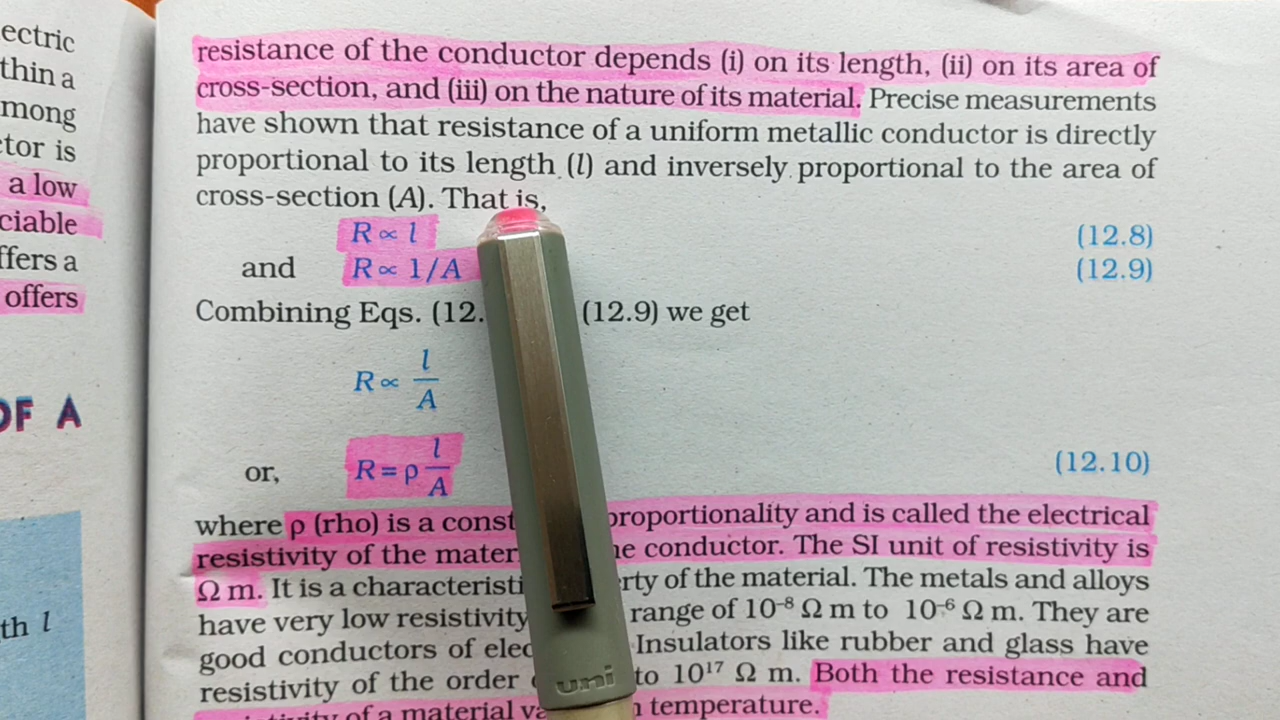 ectric
thin a
mong
ctor is
a low
ciable
ffers a
offers
OF A
th l
resistance of the conductor depends (i) on its length, (ii) on its area of
cross-section, and (iii) on the nature of its material. Precise measurements
have shown that resistance of a uniform metallic conductor is directly
proportional to its length (l) and inversely proportional to the area of
cross-section (A). That is,
R ∝ l (12.8)
and R ∝ 1/A (12.9)
Combining Eqs. (12. (12.9) we get
R ∝ l/A
or, R = ρ l/A (12.10)
where ρ (rho) is a const proportionality and is called the electrical
resistivity of the mater he conductor. The SI unit of resistivity is
Ω m. It is a characteristi rty of the material. The metals and alloys
have very low resistivity range of 10⁻⁸ Ω m to 10⁻⁶ Ω m. They are
good conductors of elec Insulators like rubber and glass have
resistivity of the order to 10¹⁷ Ω m. Both the resistance and
of a material va temperature.
uni